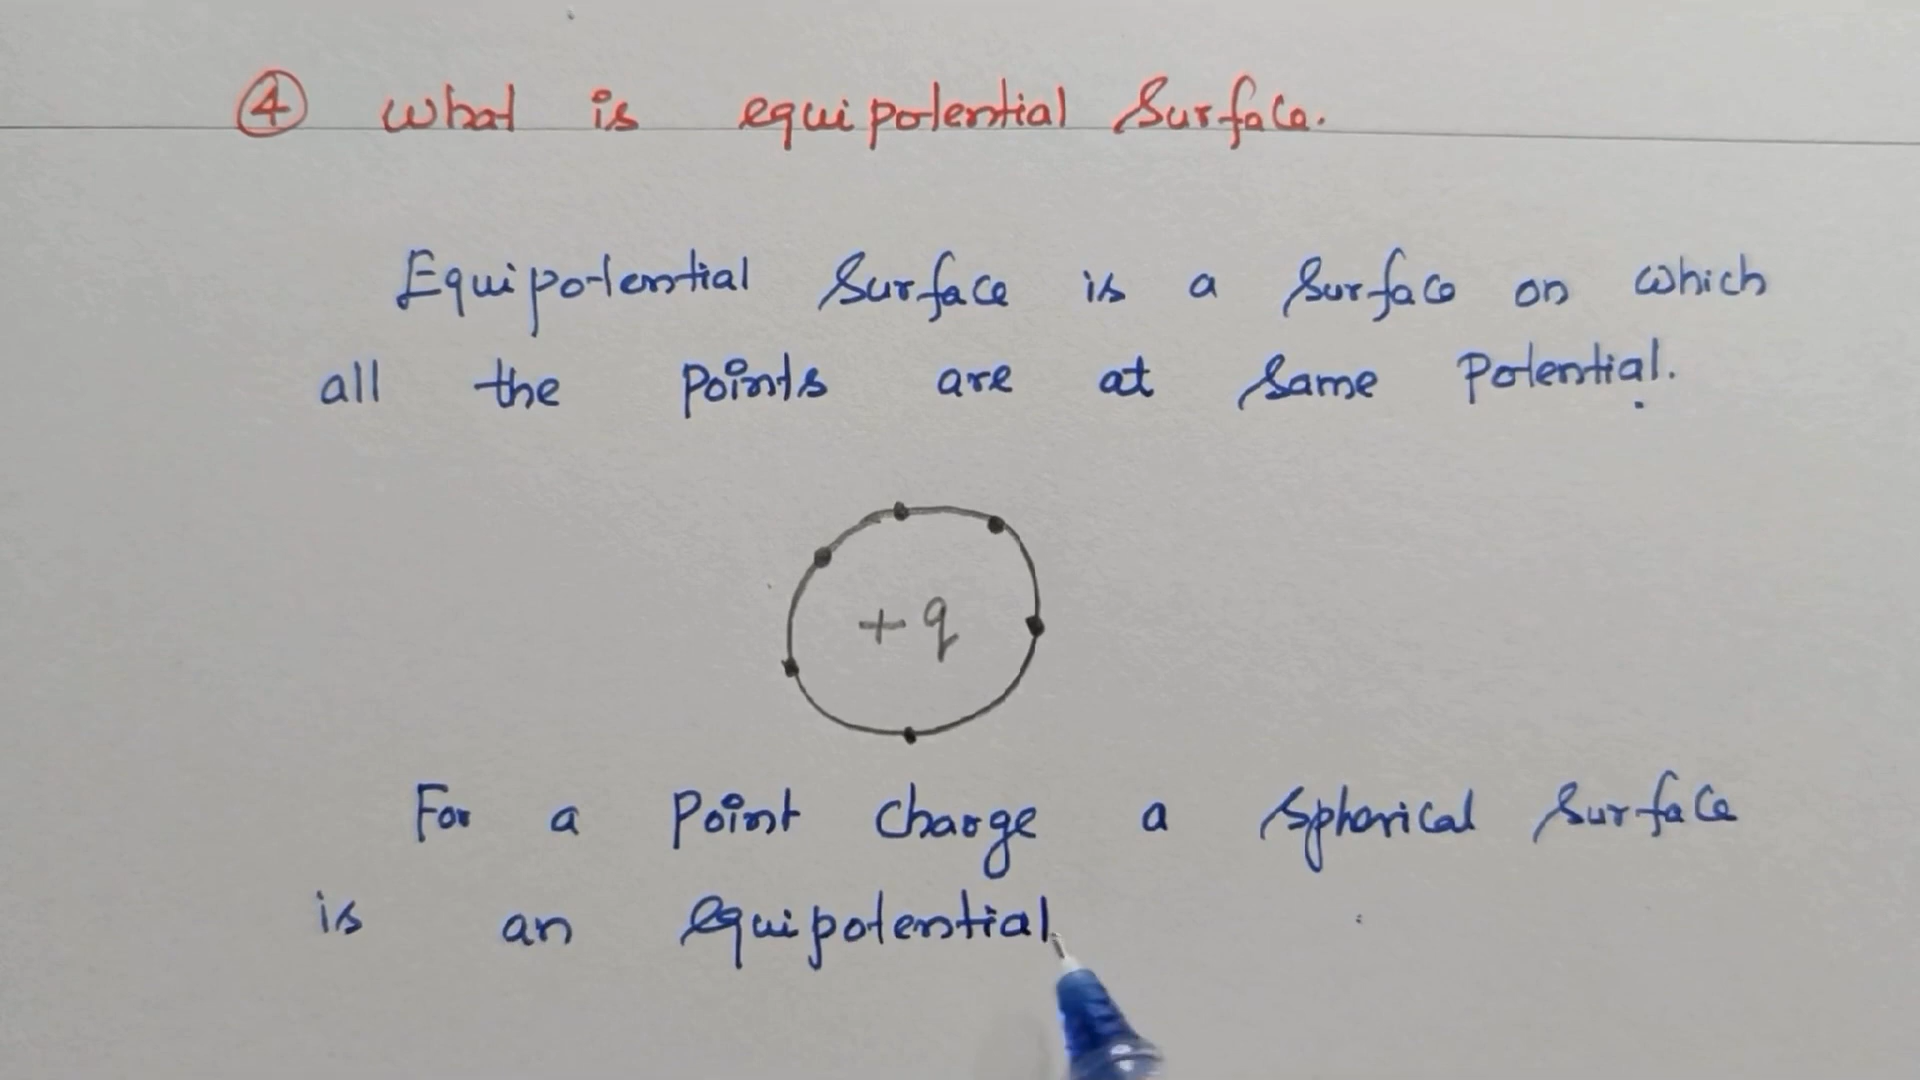 ④ What is equipotential Surface.
Equipotential Surface is a Surface on which
all the points are at same Potential.
+q
For a Point charge a spherical Surface
is an equipotential